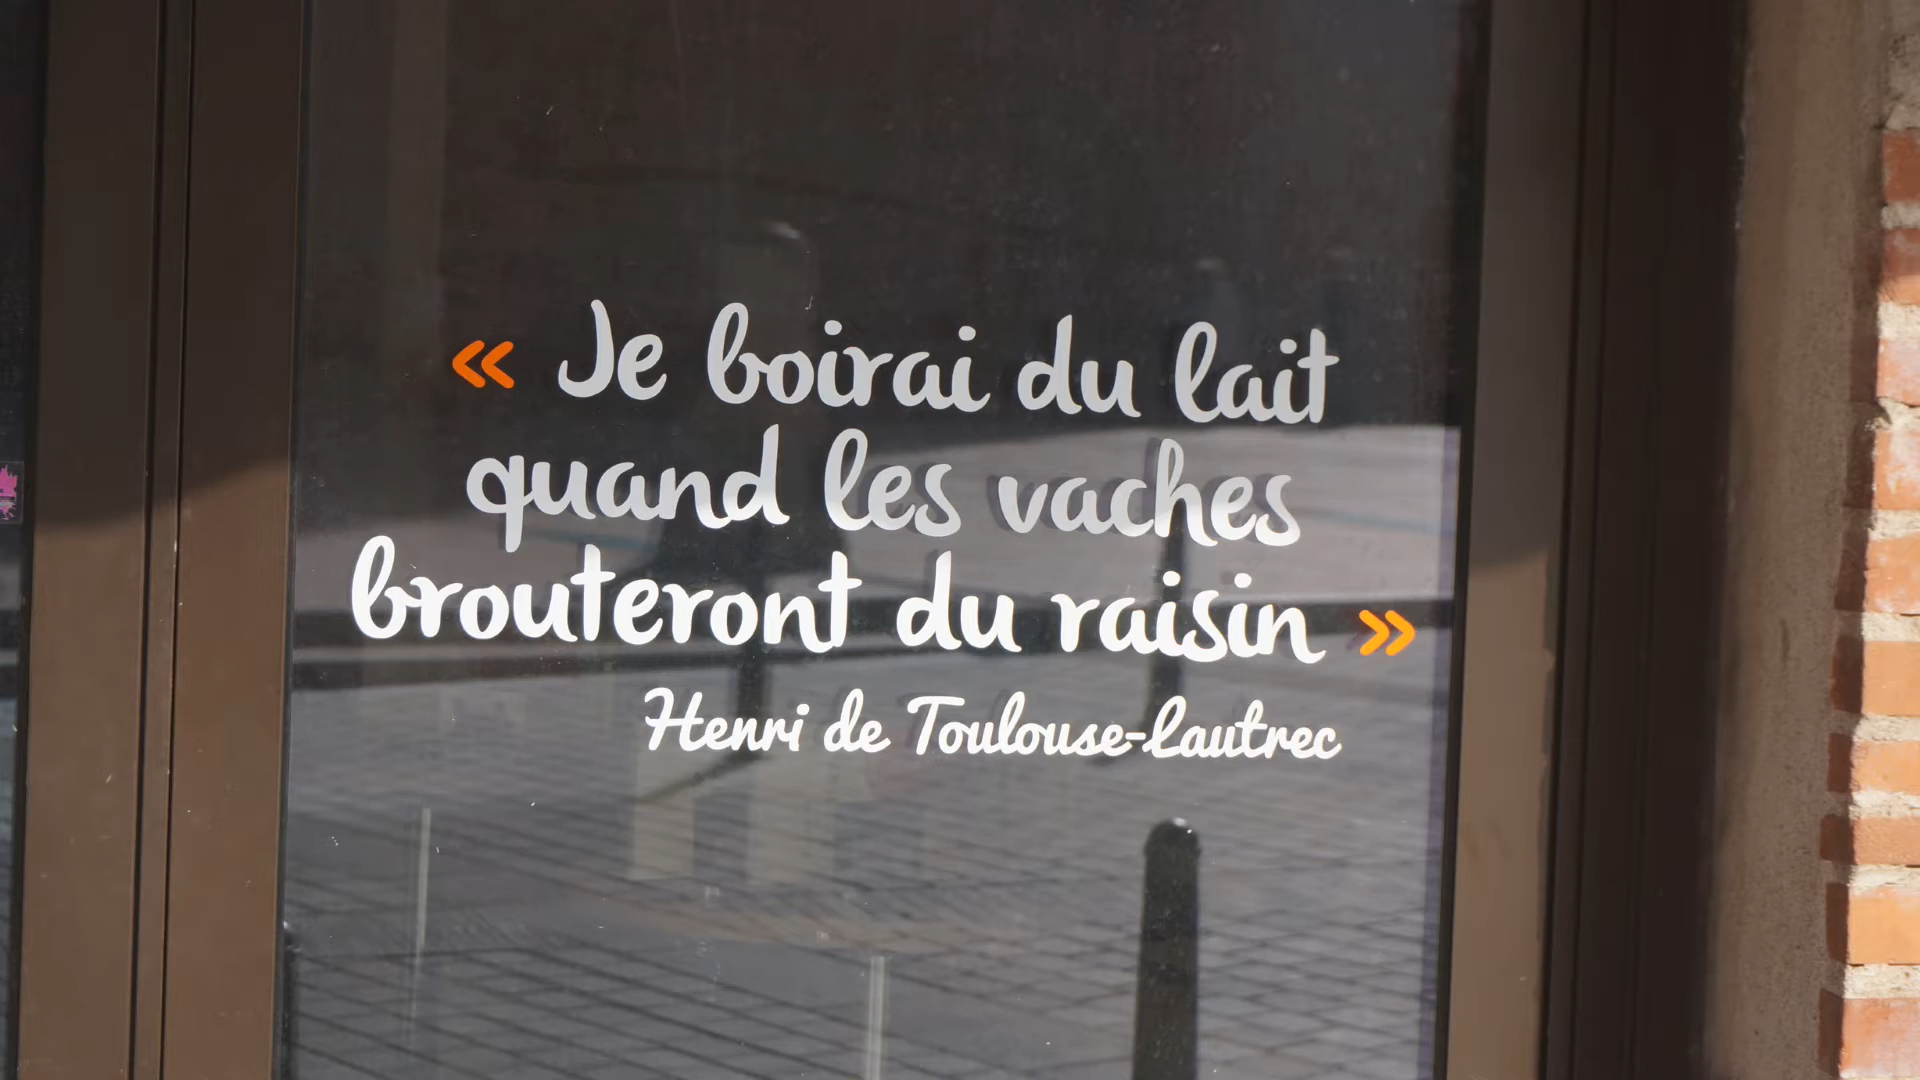 « Je boirai du lait
quand les vaches
brouteront du raisin »
Henri de Toulouse-Lautrec